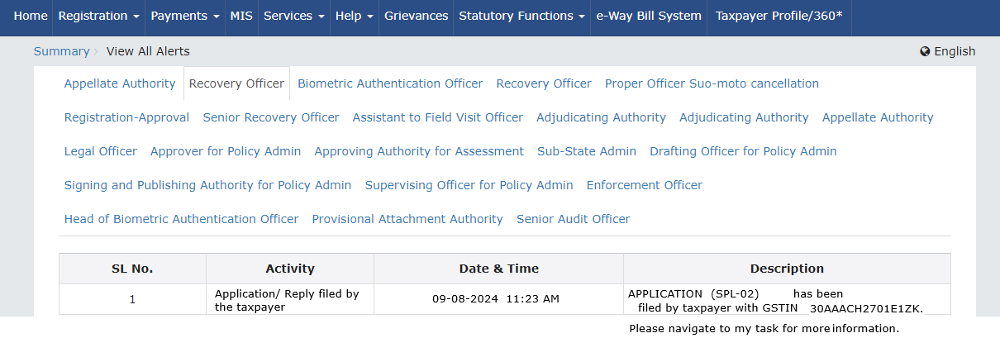 Home Registration Payments MIS Services Help Grievances Statutory Functions e-Way Bill System Taxpayer Profile/360*
Summary > View All Alerts English
Appellate Authority Recovery Officer Biometric Authentication Officer Recovery Officer Proper Officer Suo-moto cancellation
Registration-Approval Senior Recovery Officer Assistant to Field Visit Officer Adjudicating Authority Adjudicating Authority Appellate Authority
Legal Officer Approver for Policy Admin Approving Authority for Assessment Sub-State Admin Drafting Officer for Policy Admin
Signing and Publishing Authority for Policy Admin Supervising Officer for Policy Admin Enforcement Officer
Head of Biometric Authentication Officer Provisional Attachment Authority Senior Audit Officer
SL No. Activity Date & Time Description
1 Application/ Reply filed by 09-08-2024 11:23 AM APPLICATION (SPL-02) has been
the taxpayer filed by taxpayer with GSTIN 30AAACH2701E1ZK.
Please navigate to my task for more information.